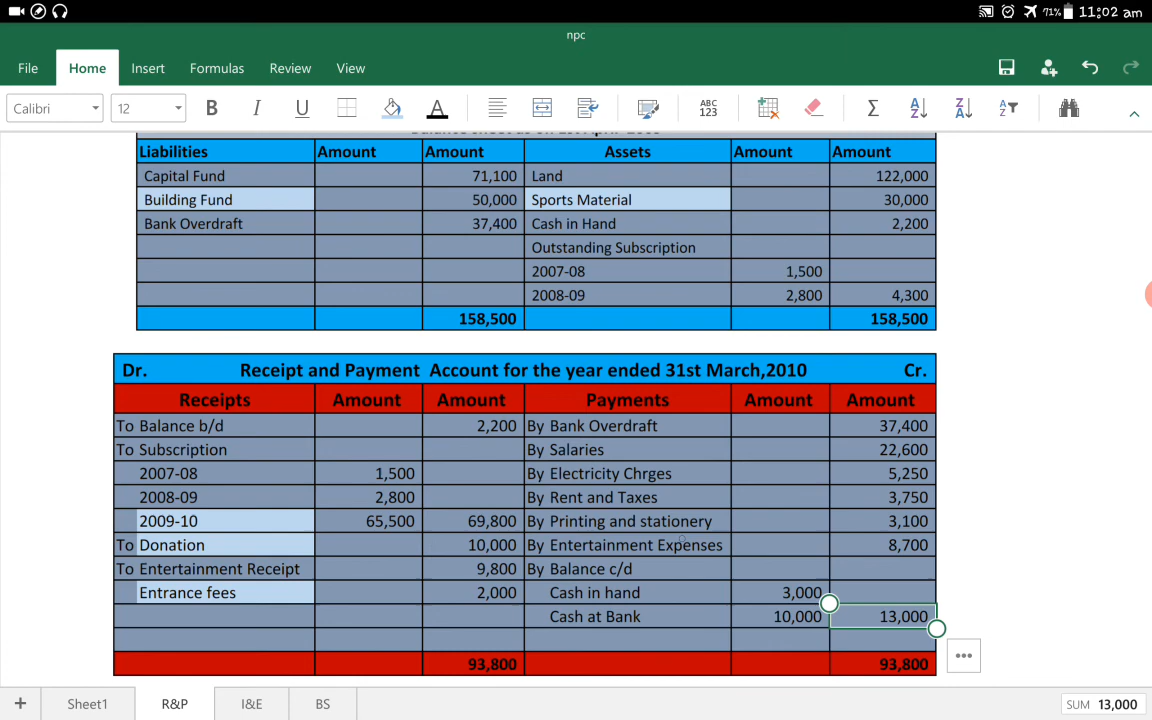 71% 11:02 am
npc
File Home Insert Formulas Review View
Calibri 12 B I U A ABC 123 Σ A Z Z A A Z
Liabilities Amount Amount Assets Amount Amount
Capital Fund 71,100 Land 122,000
Building Fund 50,000 Sports Material 30,000
Bank Overdraft 37,400 Cash in Hand 2,200
Outstanding Subscription
2007-08 1,500
2008-09 2,800 4,300
158,500 158,500
Dr. Receipt and Payment Account for the year ended 31st March,2010 Cr.
Receipts Amount Amount Payments Amount Amount
To Balance b/d 2,200 By Bank Overdraft 37,400
To Subscription By Salaries 22,600
2007-08 1,500 By Electricity Chrges 5,250
2008-09 2,800 By Rent and Taxes 3,750
2009-10 65,500 69,800 By Printing and stationery 3,100
To Donation 10,000 By Entertainment Expenses 8,700
To Entertainment Receipt 9,800 By Balance c/d
Entrance fees 2,000 Cash in hand 3,000
Cash at Bank 10,000 13,000
93,800 93,800
+ Sheet1 R&P I&E BS SUM 13,000